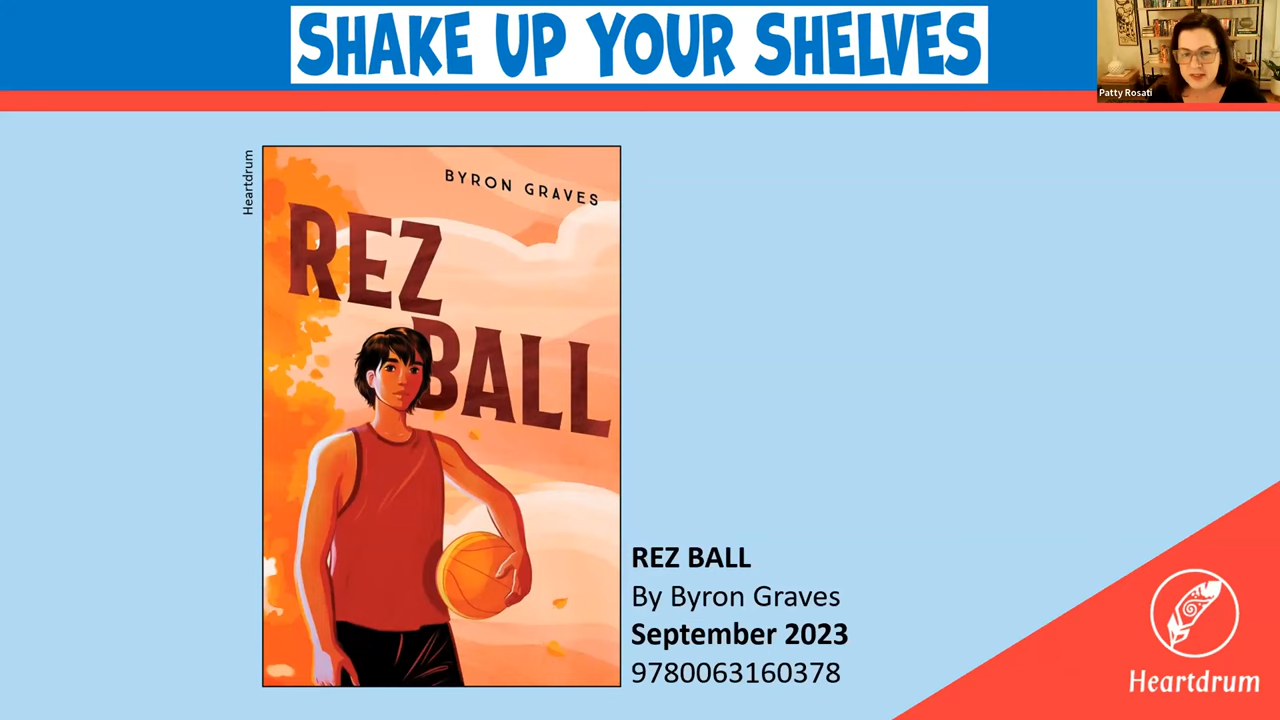 SHAKE UP YOUR SHELVES
Patty Rosati
Heartdrum
BYRON GRAVES
REZ
BALL
REZ BALL
By Byron Graves
September 2023
9780063160378
Heartdrum